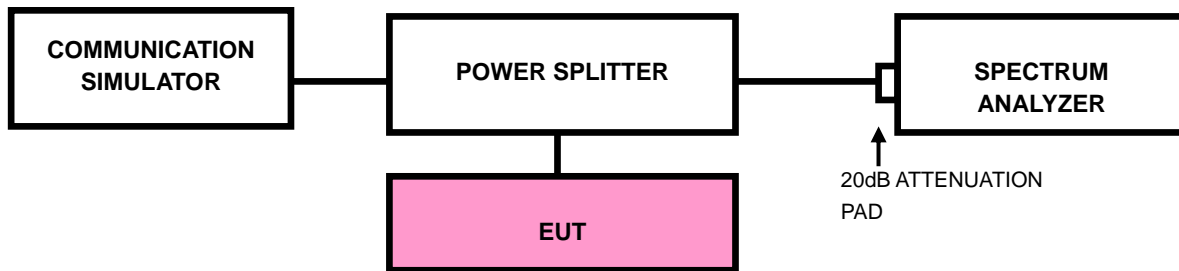 COMMUNICATION
SIMULATOR
POWER SPLITTER
SPECTRUM
ANALYZER
20dB ATTENUATION
PAD
EUT